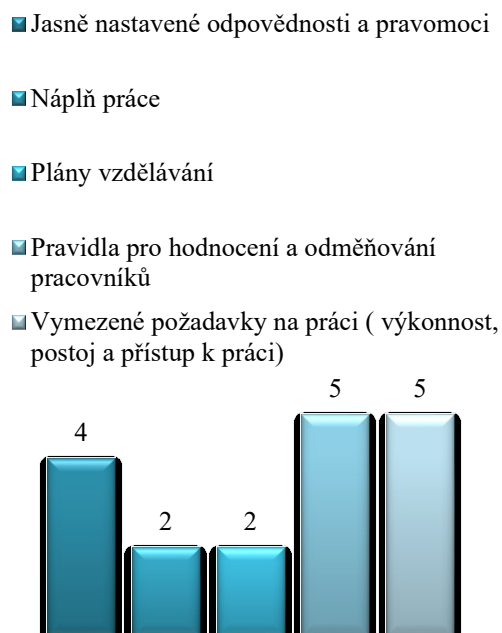 Jasně nastavené odpovědnosti a pravomoci
Náplň práce
Plány vzdělávání
Pravidla pro hodnocení a odměňování
pracovníků
Vymezené požadavky na práci ( výkonnost,
postoj a přístup k práci)
5 5
4
2 2